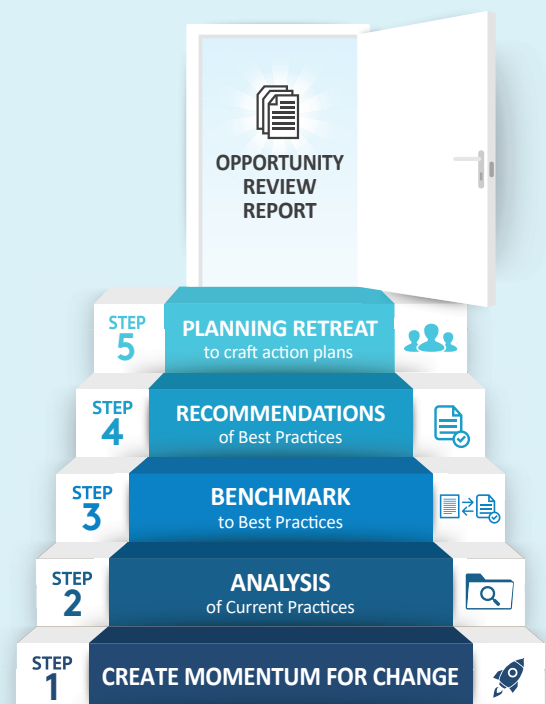 OPPORTUNITY
REVIEW
REPORT
STEP
5
PLANNING RETREAT
to craft action plans
STEP
4
RECOMMENDATIONS
of Best Practices
STEP
3
BENCHMARK
to Best Practices
STEP
2
ANALYSIS
of Current Practices
STEP
1
CREATE MOMENTUM FOR CHANGE